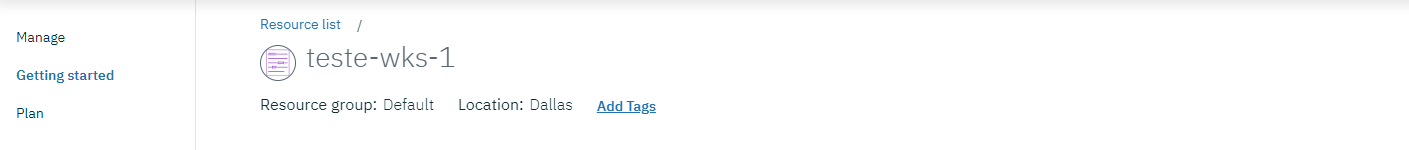 Manage
Getting started
Plan
Resource list /
teste-wks-1
Resource group: Default Location: Dallas Add Tags